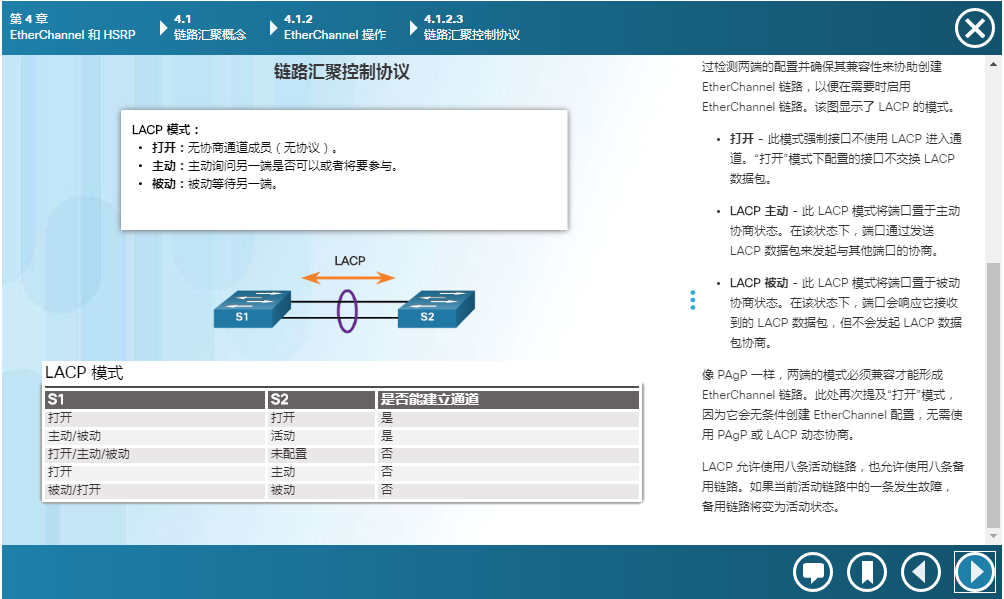 第 4 章
EtherChannel 和 HSRP
4.1
链路汇聚概念
4.1.2
EtherChannel 操作
4.1.2.3
链路汇聚控制协议
链路汇聚控制协议
LACP 模式：
• 打开：无协商通道成员（无协议）。
• 主动：主动询问另一端是否可以或者将要参与。
• 被动：被动等待另一端。
LACP
S1
S2
LACP 模式
S1 S2 是否能建立通道
打开 打开 是
主动/被动 活动 是
打开/主动/被动 未配置 否
打开 主动 否
被动/打开 被动 否
过检测两端的配置并确保其兼容性来协助创建
EtherChannel 链路，以便在需要时启用
EtherChannel 链路。该图显示了 LACP 的模式。
• 打开 - 此模式强制接口不使用 LACP 进入通
道。“打开”模式下配置的接口不交换 LACP
数据包。
• LACP 主动 - 此 LACP 模式将端口置于主动
协商状态。在该状态下，端口通过发送
LACP 数据包来发起与其他端口的协商。
• LACP 被动 - 此 LACP 模式将端口置于被动
协商状态。在该状态下，端口会响应它接收
到的 LACP 数据包，但不会发起 LACP 数据
包协商。
像 PAgP 一样，两端的模式必须兼容才能形成
EtherChannel 链路。此处再次提及“打开”模式，
因为它会无条件创建 EtherChannel 配置，无需使
用 PAgP 或 LACP 动态协商。
LACP 允许使用八条活动链路，也允许使用八条备
用链路。如果当前活动链路中的一条发生故障，
备用链路将变为活动状态。